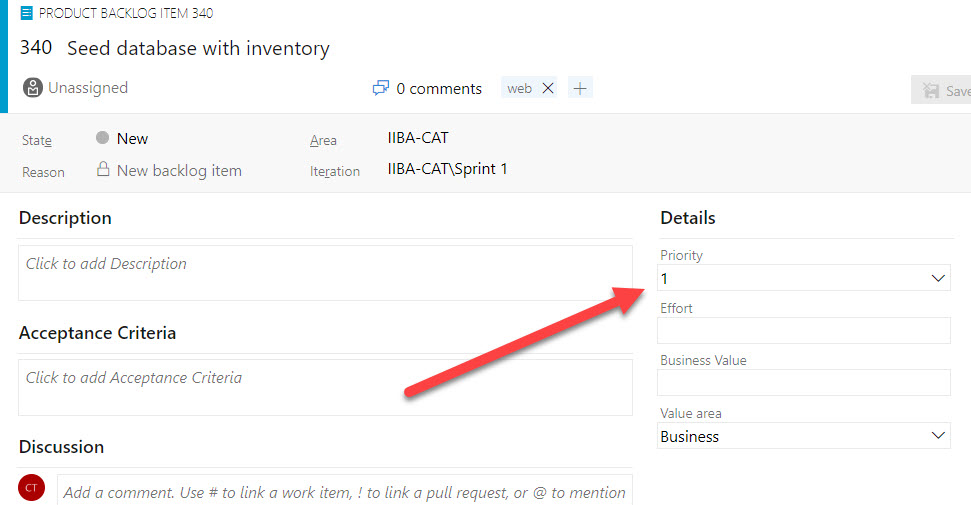 PRODUCT BACKLOG ITEM 340
340 Seed database with inventory
Unassigned
0 comments
web
Save
State
New
Area
IIBA-CAT
Reason
New backlog item
Iteration
IIBA-CAT\Sprint 1
Description
Click to add Description
Acceptance Criteria
Click to add Acceptance Criteria
Discussion
CT
Add a comment. Use # to link a work item, ! to link a pull request, or @ to mention
Details
Priority
1
Effort
Business Value
Value area
Business